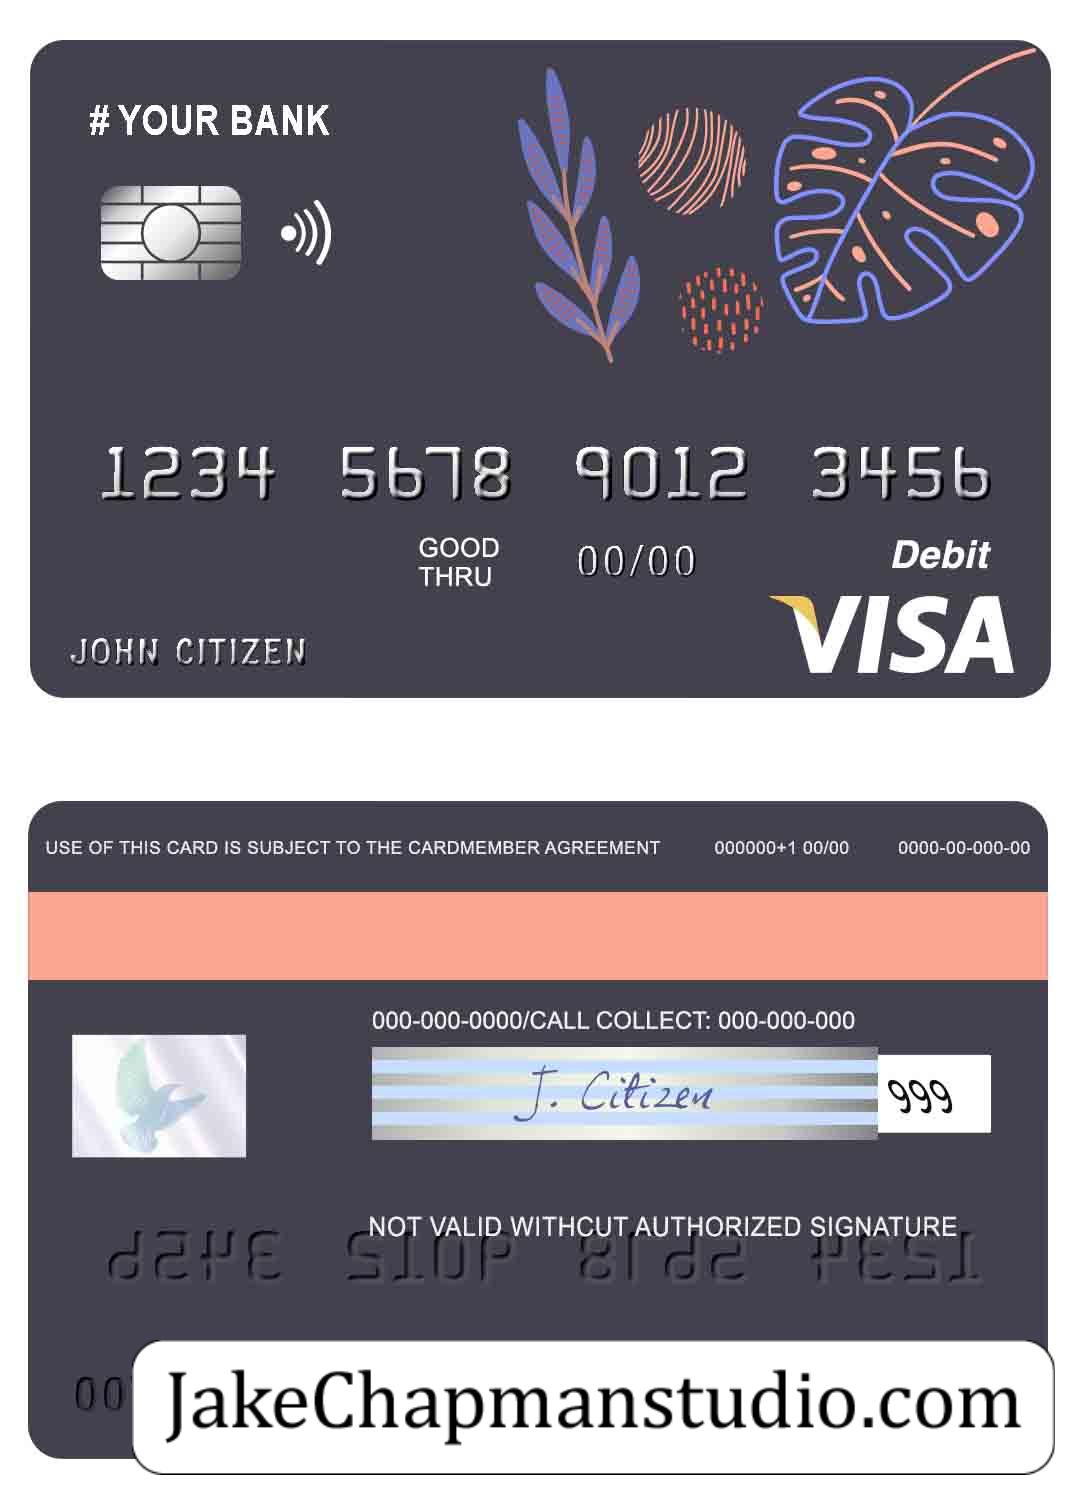 # YOUR BANK
1234 5678 9012 3456
GOOD
THRU
00/00
Debit
VISA
JOHN CITIZEN
USE OF THIS CARD IS SUBJECT TO THE CARDMEMBER AGREEMENT 000000+1 00/00 0000-00-000-00
000-000-0000/CALL COLLECT: 000-000-000
J. Citizen
999
NOT VALID WITHCUT AUTHORIZED SIGNATURE
00
JakeChapmanstudio.com